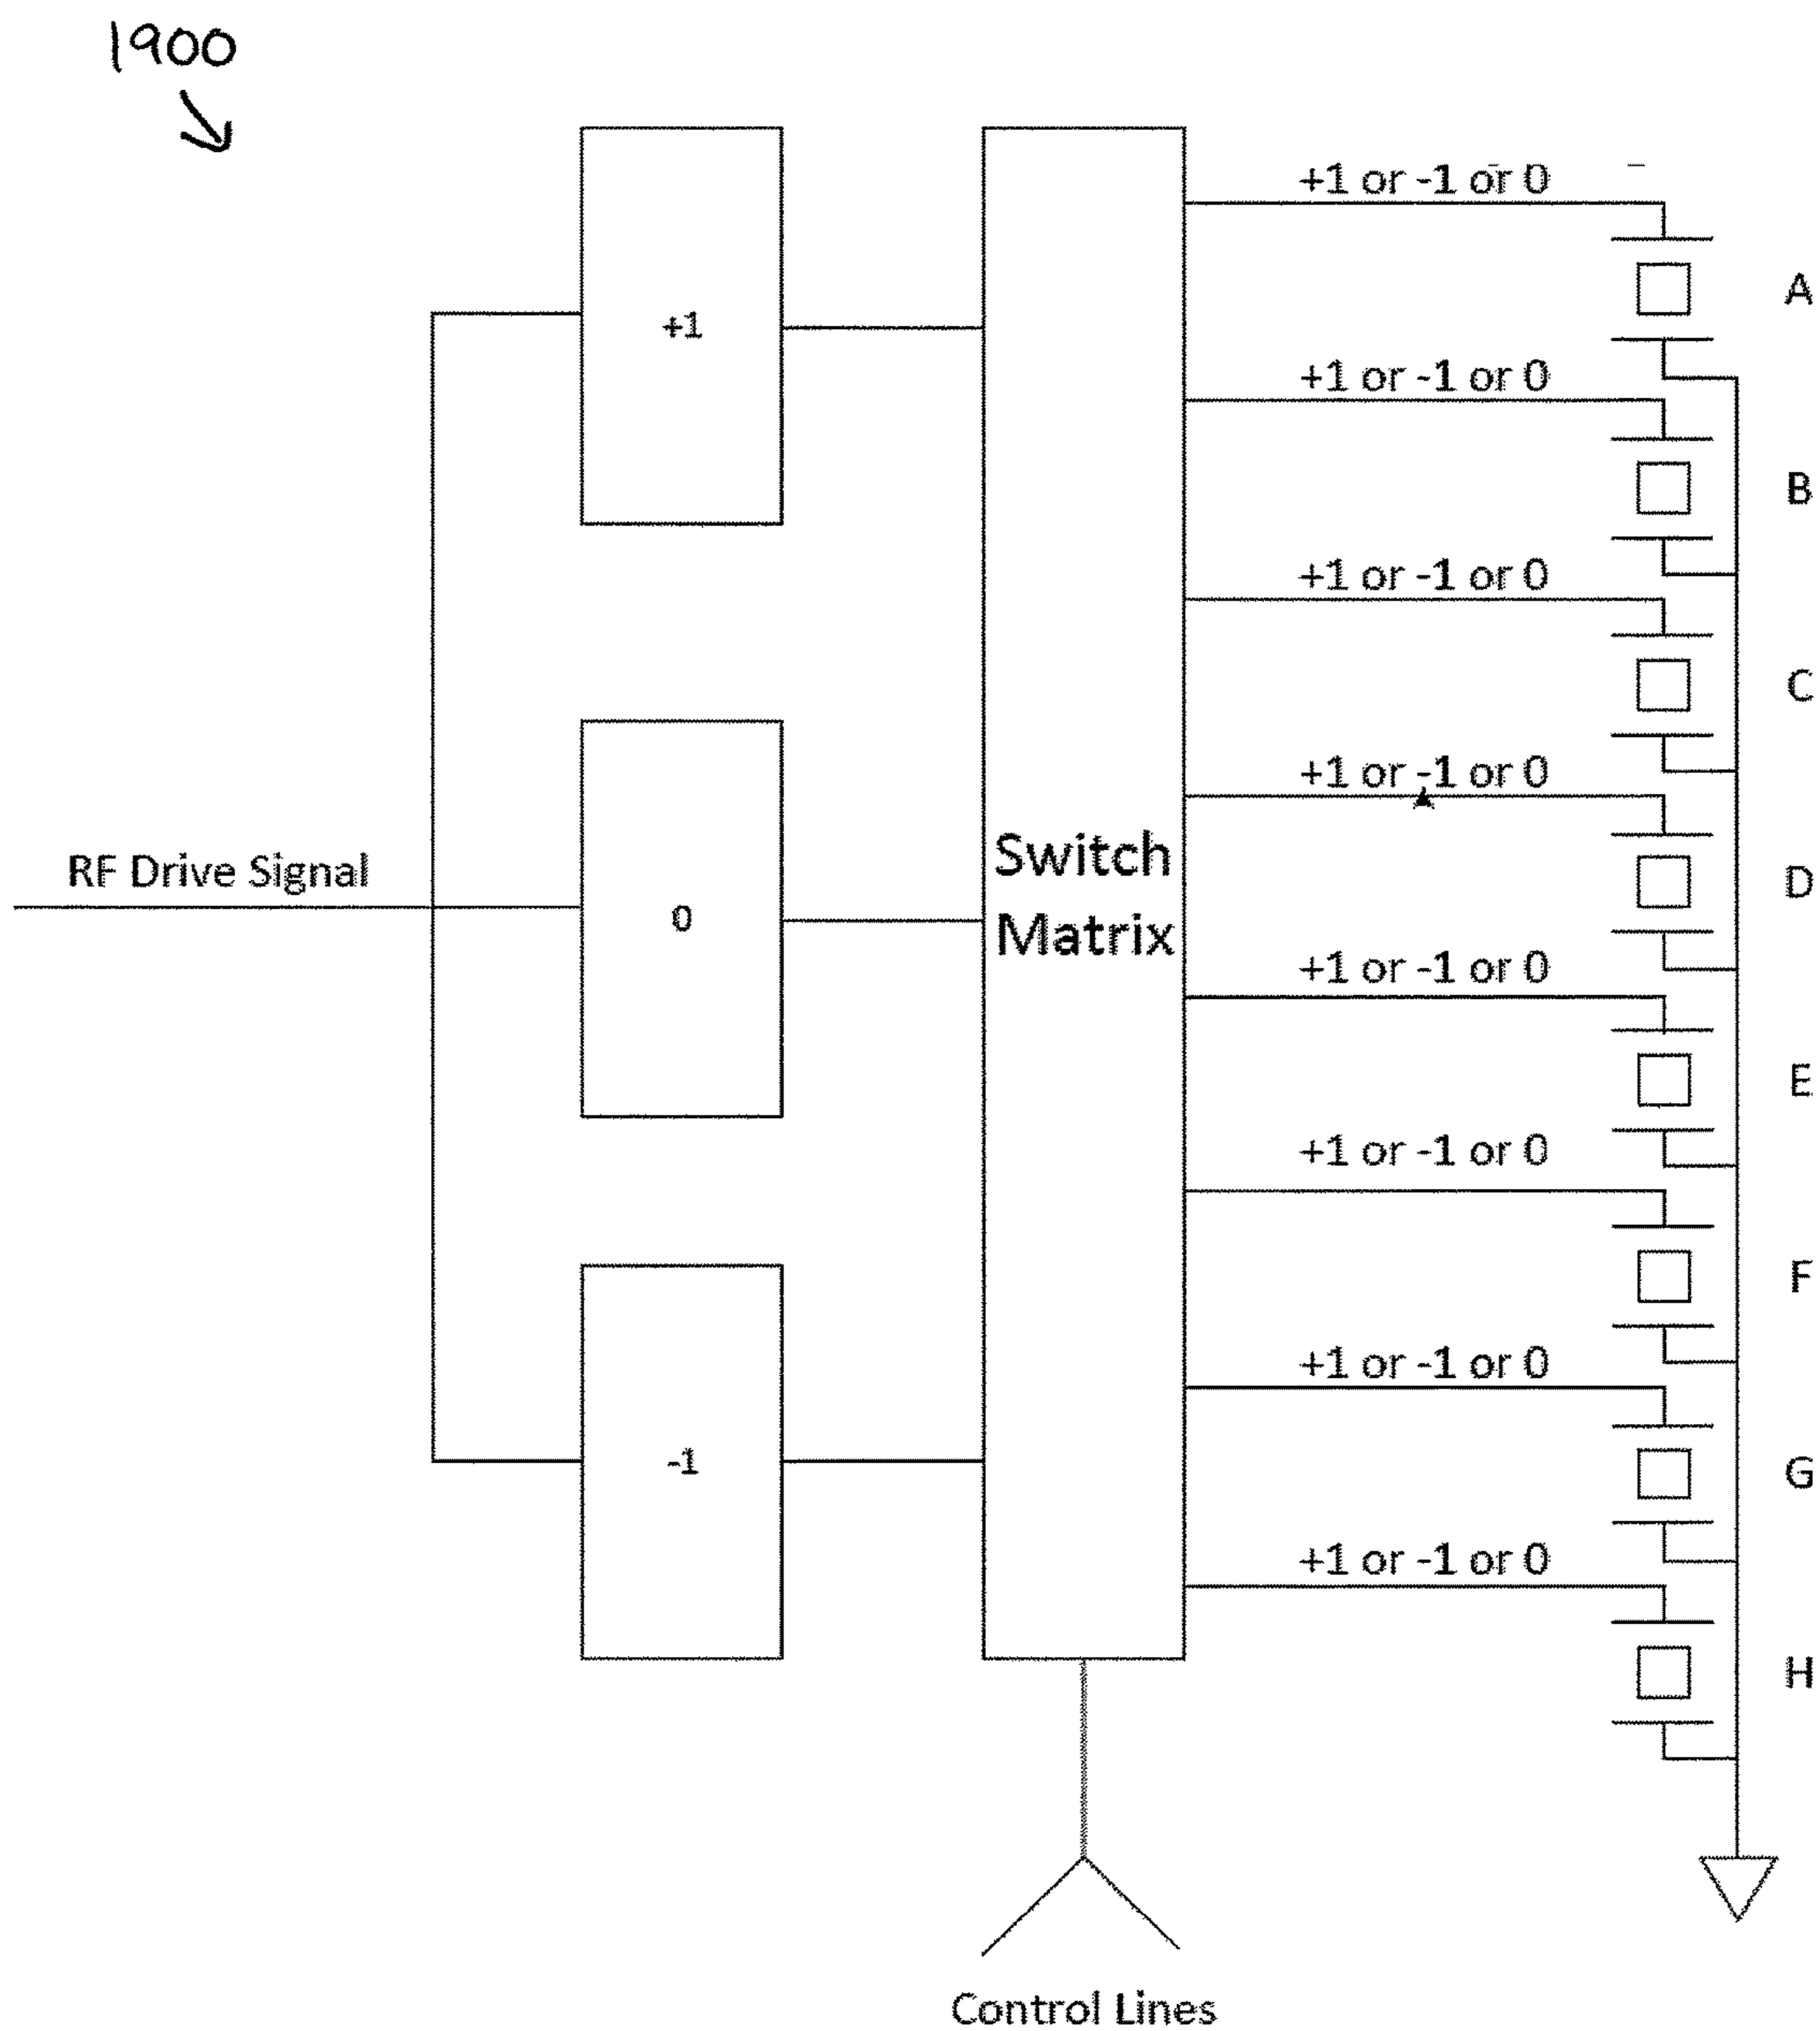 1900
+1 or -1 or 0
+1
A
+1 or -1 or 0
B
+1 or -1 or 0
C
+1 or -1 or 0
RF Drive Signal
0
Switch
Matrix
D
+1 or -1 or 0
E
+1 or -1 or 0
F
+1 or -1 or 0
-1
G
+1 or -1 or 0
H
Control Lines